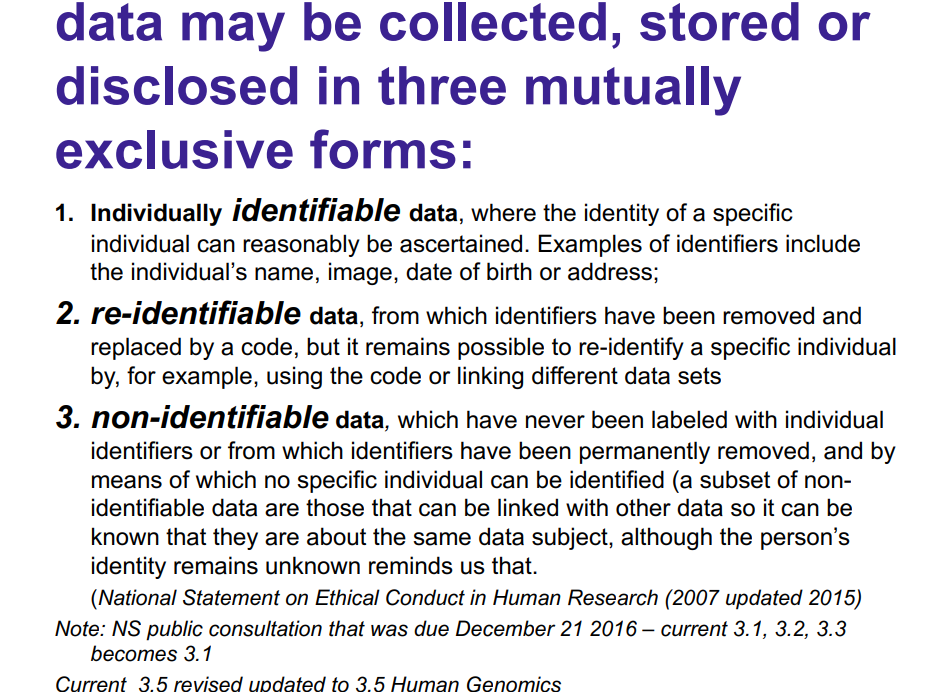 data may be collected, stored or
disclosed in three mutually
exclusive forms:
1. Individually identifiable data, where the identity of a specific
individual can reasonably be ascertained. Examples of identifiers include
the individual’s name, image, date of birth or address;
2. re-identifiable data, from which identifiers have been removed and
replaced by a code, but it remains possible to re-identify a specific individual
by, for example, using the code or linking different data sets
3. non-identifiable data, which have never been labeled with individual
identifiers or from which identifiers have been permanently removed, and by
means of which no specific individual can be identified (a subset of non-
identifiable data are those that can be linked with other data so it can be
known that they are about the same data subject, although the person’s
identity remains unknown reminds us that.
(National Statement on Ethical Conduct in Human Research (2007 updated 2015)
Note: NS public consultation that was due December 21 2016 – current 3.1, 3.2, 3.3
becomes 3.1
Current 3.5 revised updated to 3.5 Human Genomics